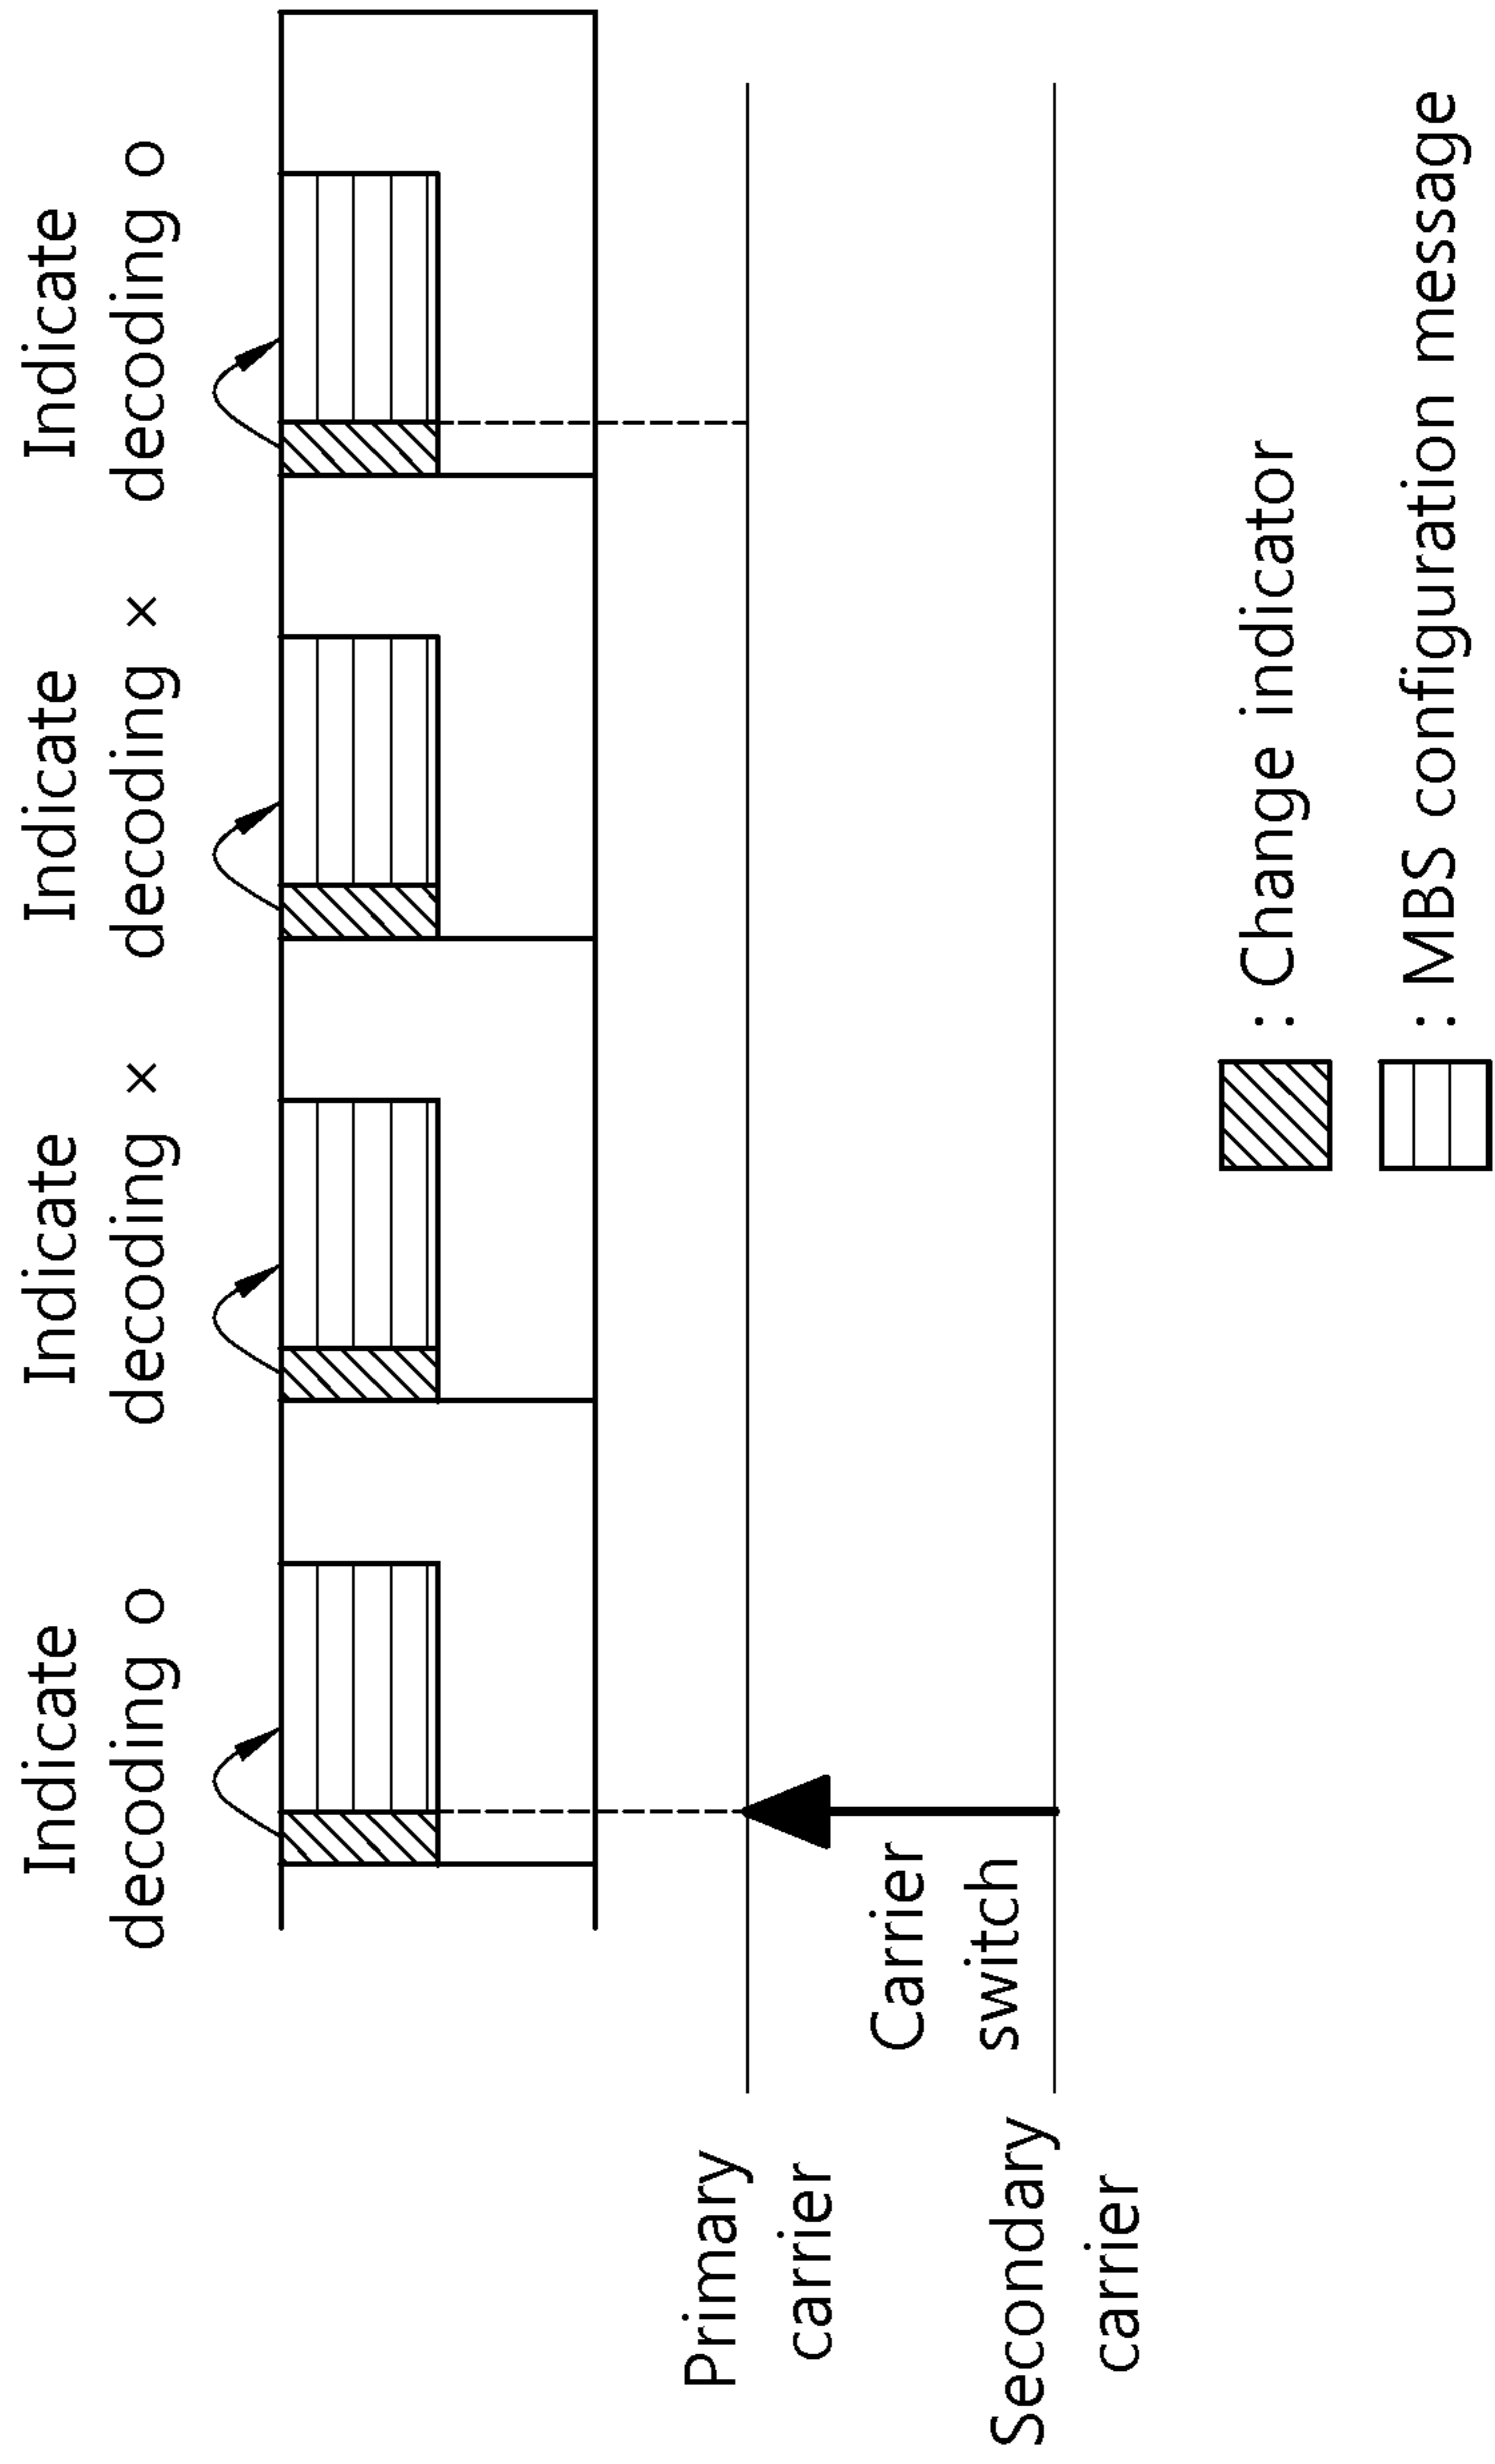 Indicate
decoding o
Indicate
decoding ×
Indicate
decoding ×
Indicate
decoding o
Primary
carrier
Carrier
switch
Secondary
carrier
: Change indicator
: MBS configuration message